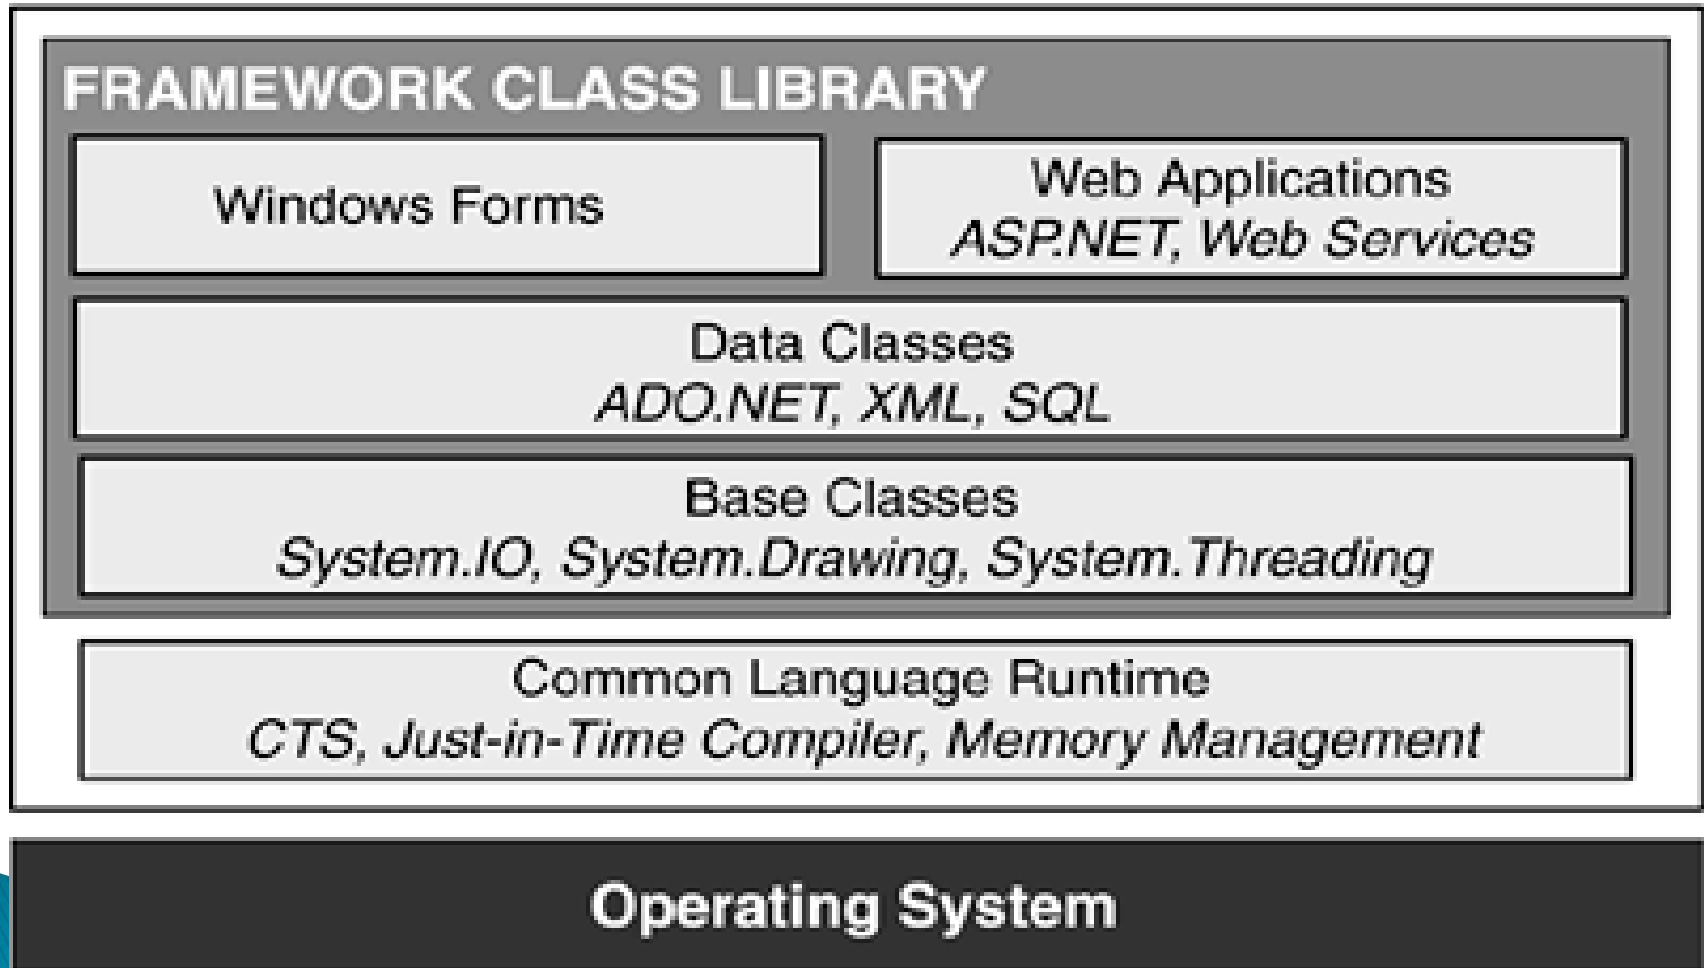 FRAMEWORK CLASS LIBRARY
Windows Forms
Web Applications
ASP.NET, Web Services
Data Classes
ADO.NET, XML, SQL
Base Classes
System.IO, System.Drawing, System.Threading
Common Language Runtime
CTS, Just-in-Time Compiler, Memory Management
Operating System